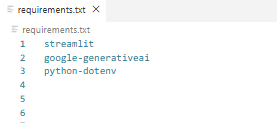 requirements.txt
requirements.txt
1 streamlit
2 google-generativeai
3 python-dotenv
4
5
6